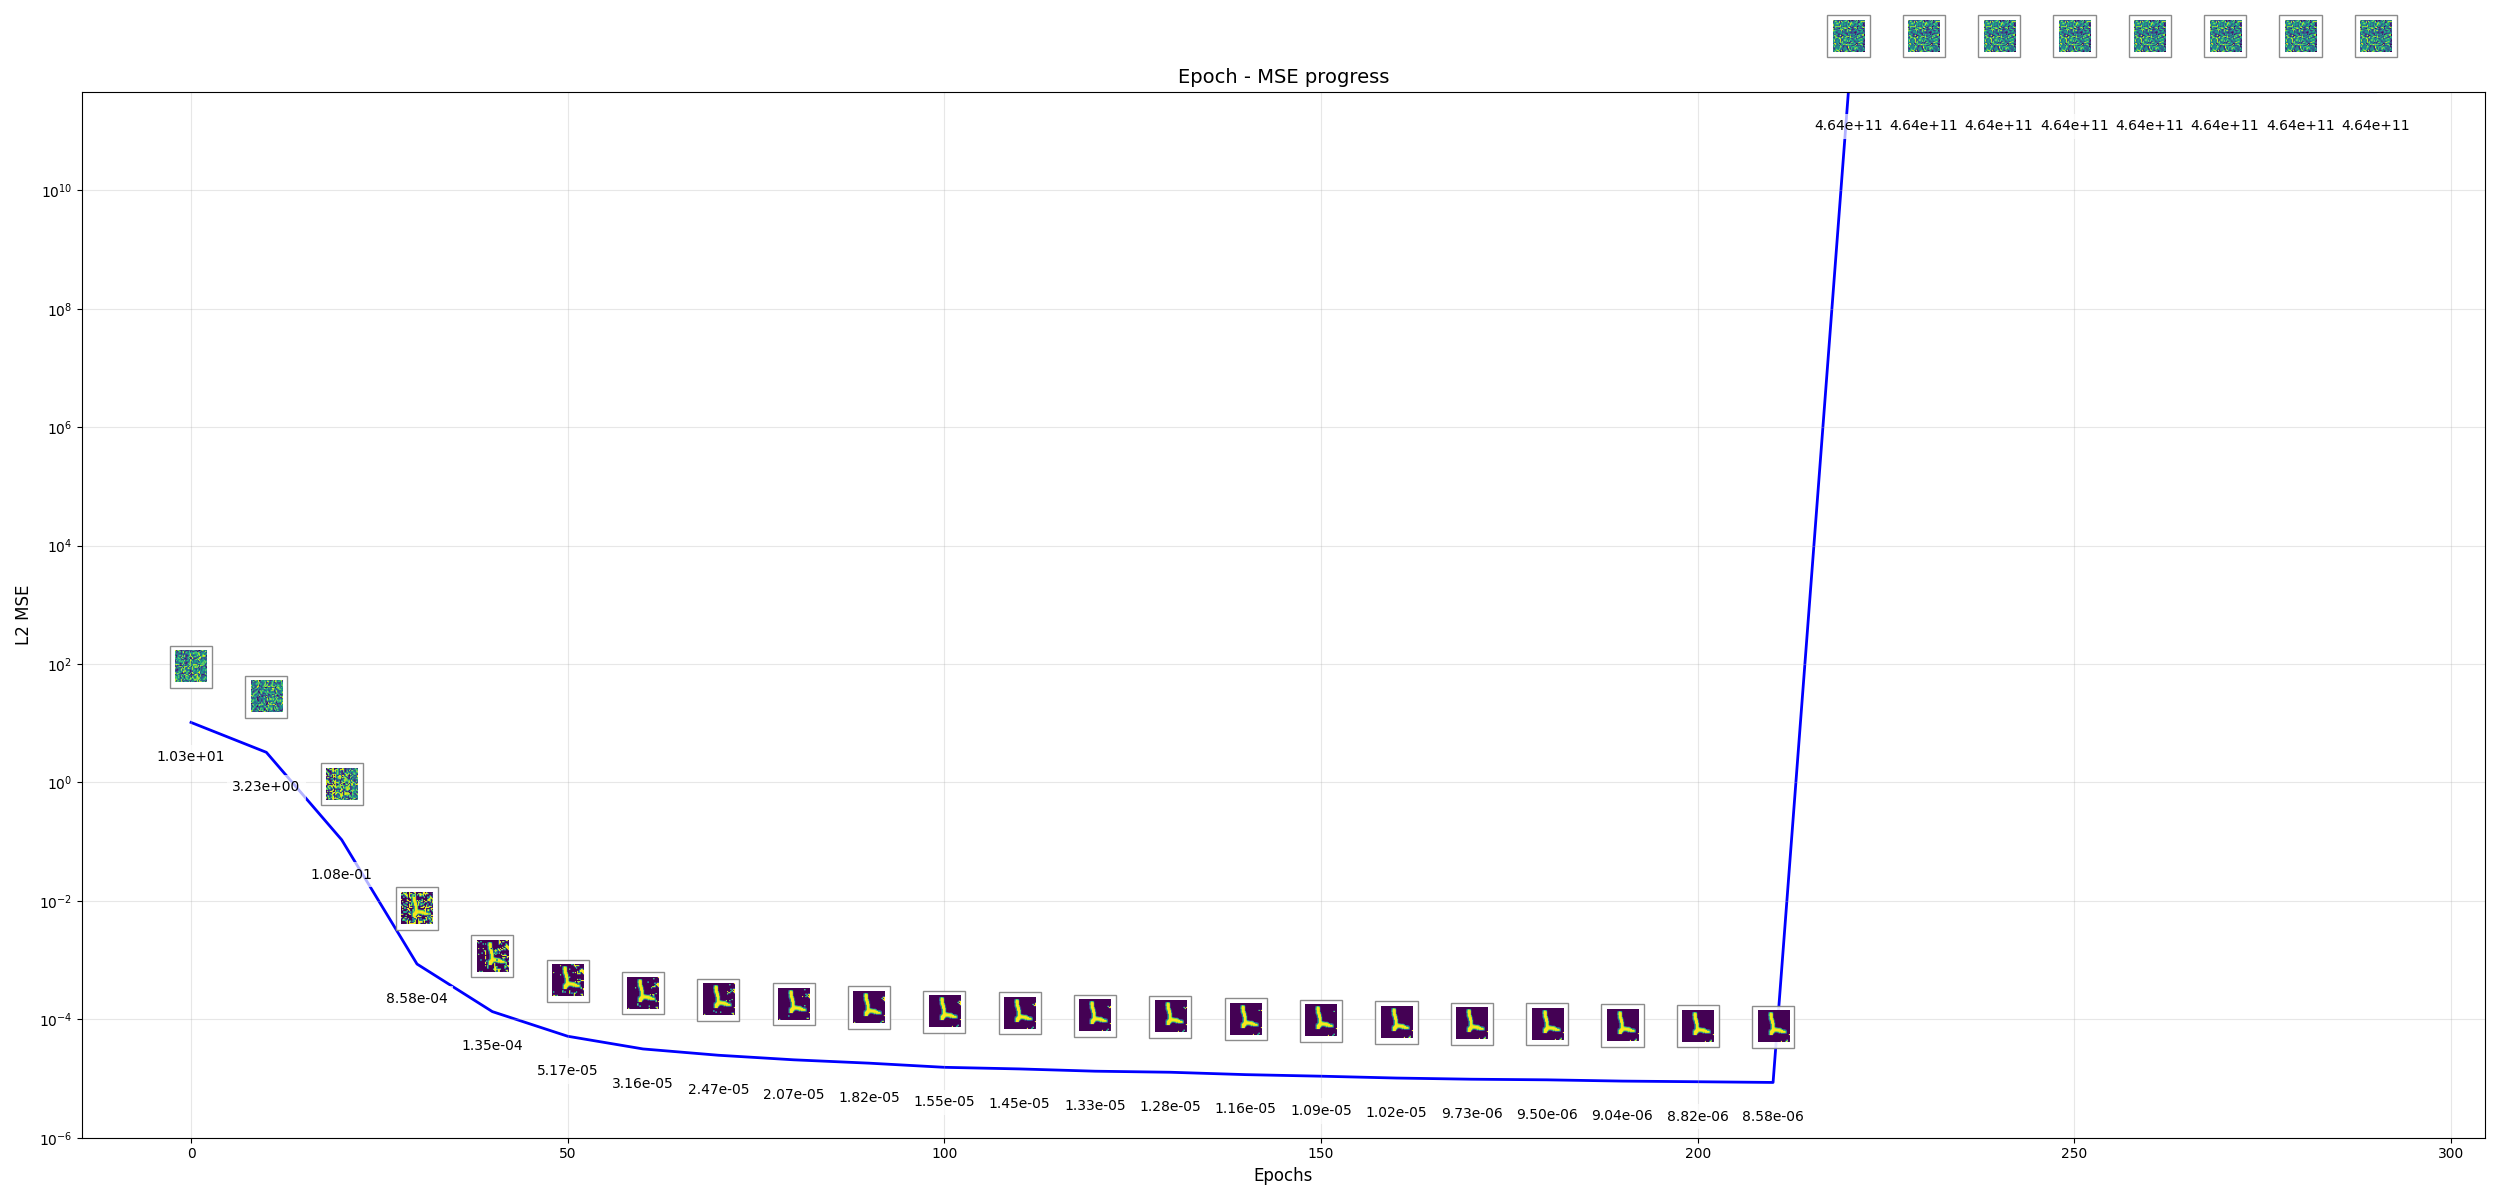 Epoch - MSE progress
4.64e+11 4.64e+11 4.64e+11 4.64e+11 4.64e+11 4.64e+11 4.64e+11 4.64e+11
10^10
10^8
10^6
10^4
10^2
10^0
10^-2
10^-4
10^-6
L2 MSE
1.03e+01
3.23e+00
1.08e-01
8.58e-04
1.35e-04
5.17e-05
3.16e-05
2.47e-05
2.07e-05
1.82e-05
1.55e-05
1.45e-05
1.33e-05
1.28e-05
1.16e-05
1.09e-05
1.02e-05
9.73e-06
9.50e-06
9.04e-06
8.82e-06
8.58e-06
0 50 100 150 200 250 300
Epochs